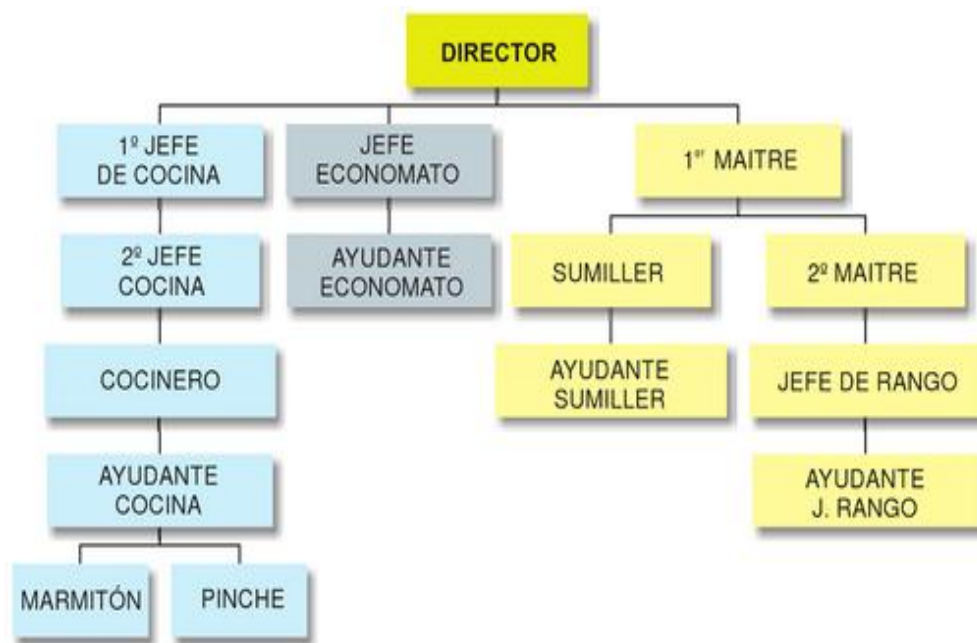 DIRECTOR
1º JEFE
DE COCINA
JEFE
ECONOMATO
1er MAITRE
2º JEFE
COCINA
AYUDANTE
ECONOMATO
SUMILLER
2º MAITRE
COCINERO
AYUDANTE
SUMILLER
JEFE DE RANGO
AYUDANTE
COCINA
AYUDANTE
J. RANGO
MARMITÓN
PINCHE